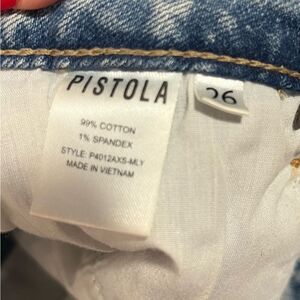 PISTOLA
26
99% COTTON
1% SPANDEX
STYLE: P4012AXS-MLY
MADE IN VIETNAM